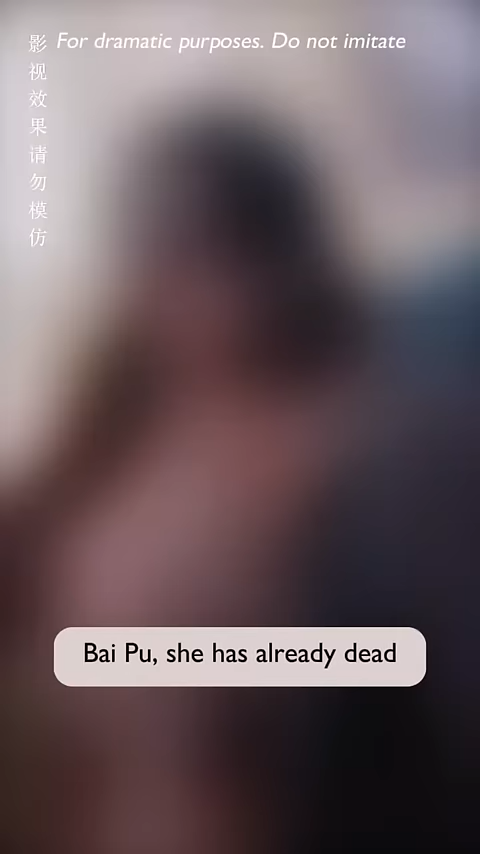 For dramatic purposes. Do not imitate
影视效果请勿模仿
Bai Pu, she has already dead